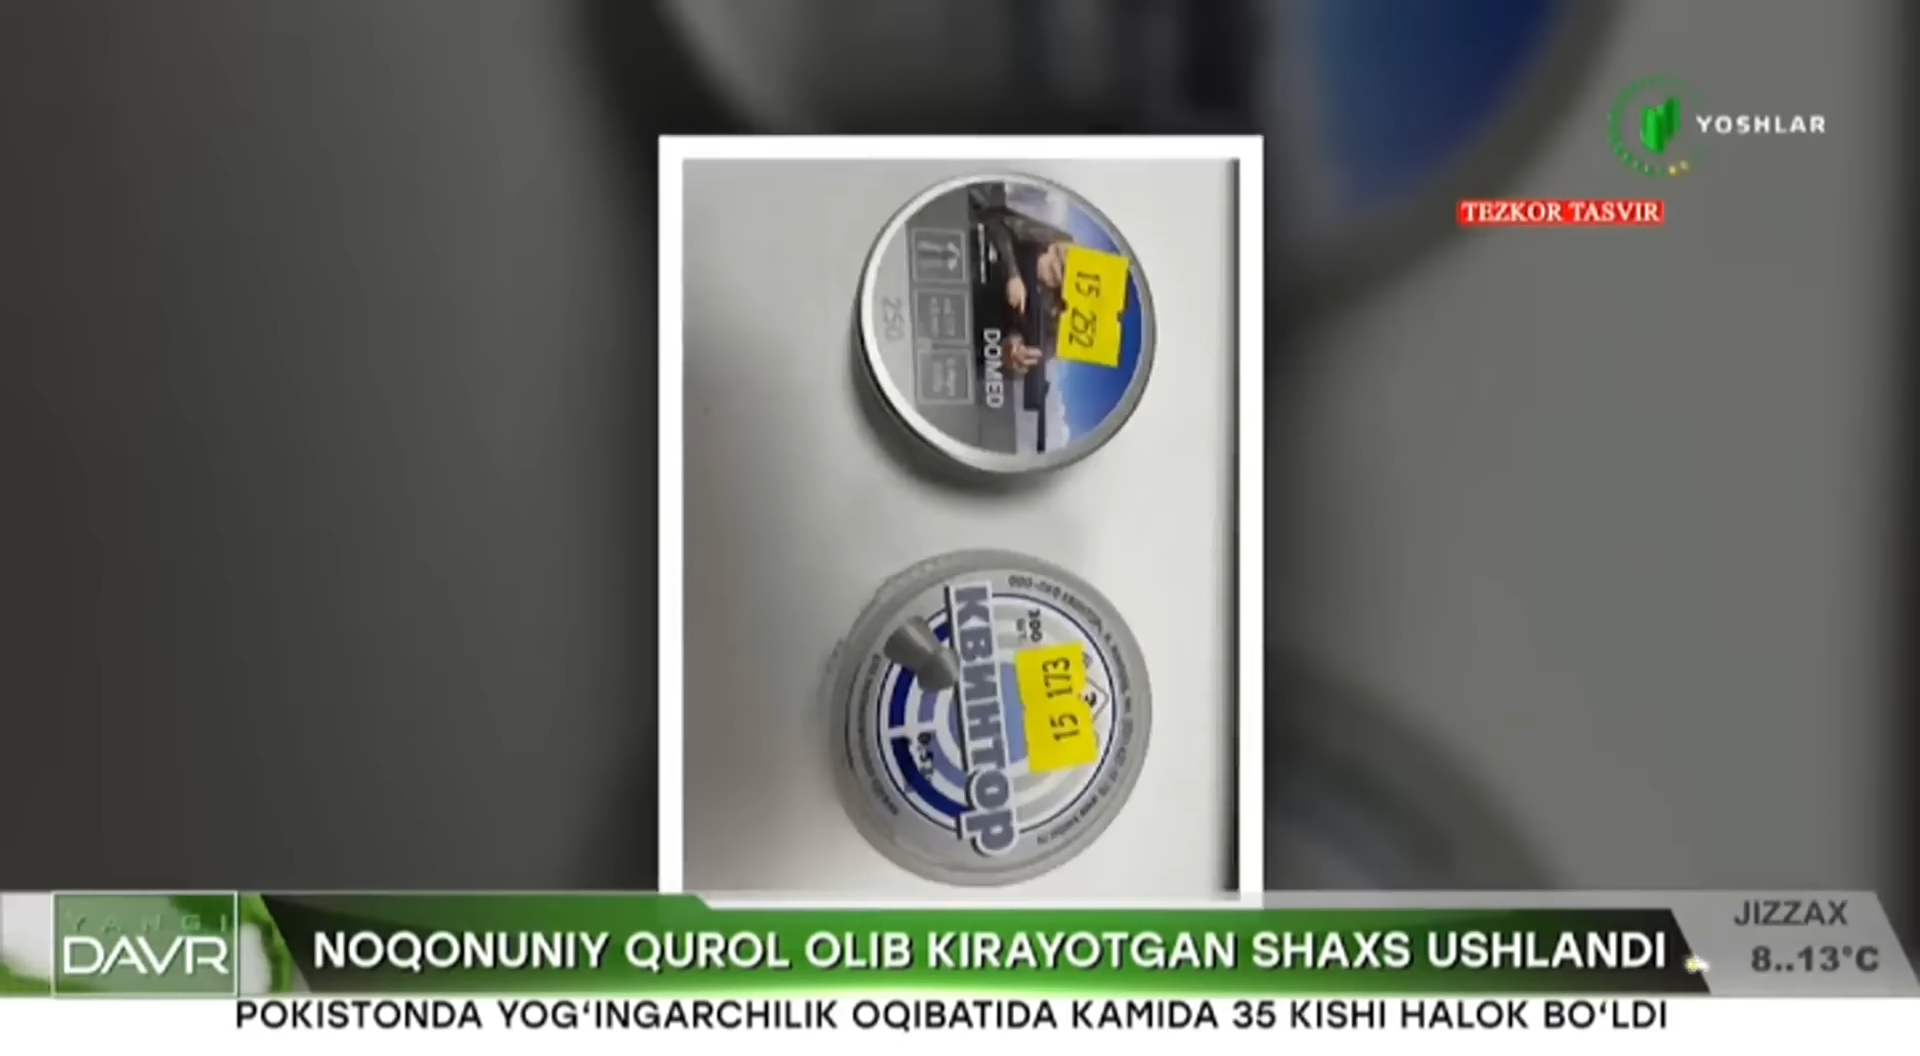 YOSHLAR
TEZKOR TASVIR
15 252
DOMED
250
КВИНТОР
300
15 173
YANGI
DAVR
NOQONUNIY QUROL OLIB KIRAYOTGAN SHAXS USHLANDI
JIZZAX
8..13°C
POKISTONDA YOG‘INGARCHILIK OQIBATIDA KAMIDA 35 KISHI HALOK BO‘LDI